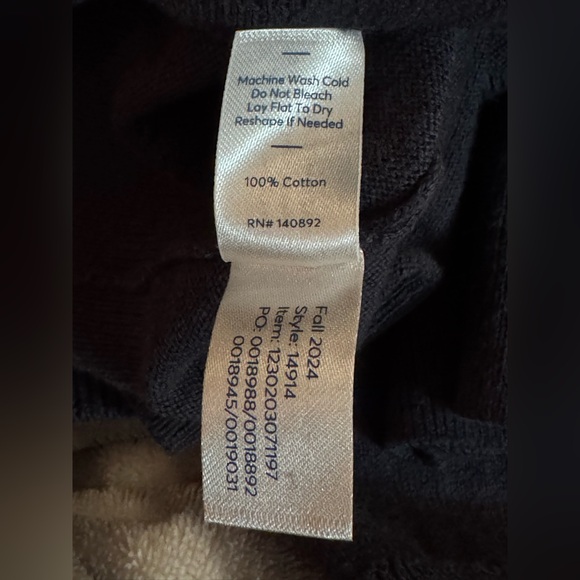 Machine Wash Cold
Do Not Bleach
Lay Flat To Dry
Reshape If Needed
100% Cotton
RN# 140892
Fall 2024
Style: 14914
Item: 1230203071197
PO: 0018988/0018892
0018945/0019031